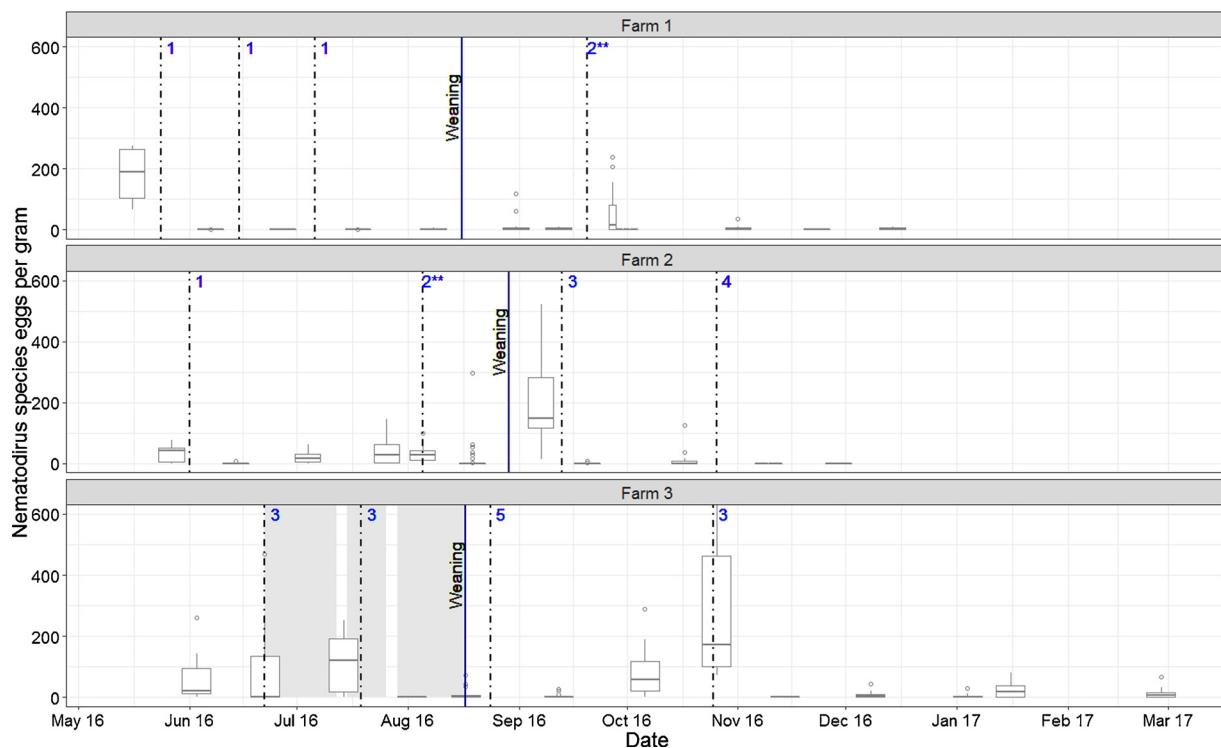 Farm 1
600
400
200
0
1
1
1
2**
Weaning
Farm 2
600
400
200
0
1
2**
3
4
Weaning
Farm 3
600
400
200
0
3
3
5
3
Weaning
Nematodirus species eggs per gram
May 16 Jun 16 Jul 16 Aug 16 Sep 16 Oct 16 Nov 16 Dec 16 Jan 17 Feb 17 Mar 17
Date